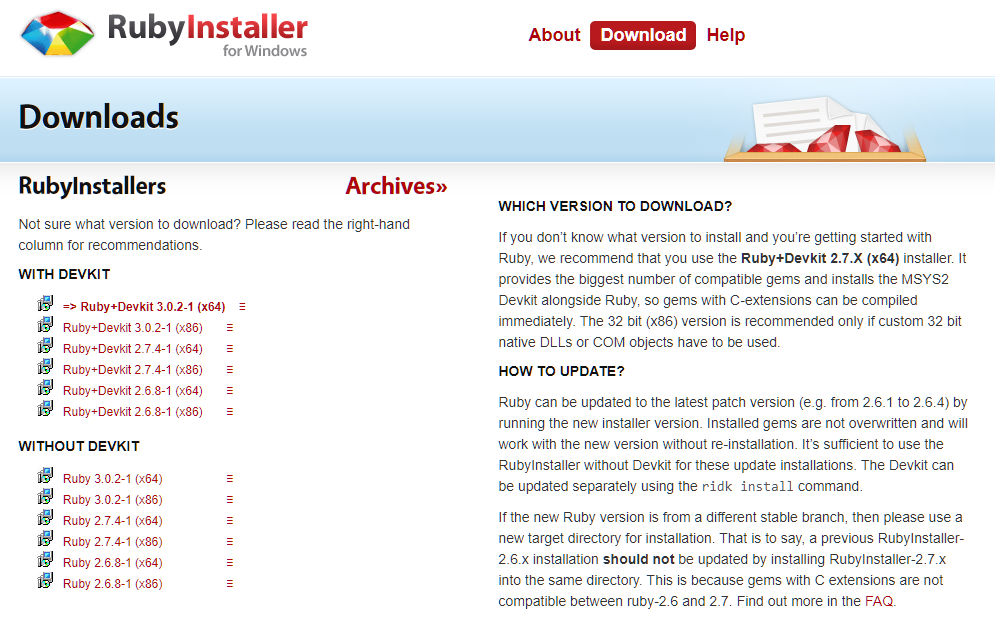 RubyInstaller
for Windows
About Download Help
Downloads
RubyInstallers Archives»
Not sure what version to download? Please read the right-hand
column for recommendations.
WITH DEVKIT
=> Ruby+Devkit 3.0.2-1 (x64) ≡
Ruby+Devkit 3.0.2-1 (x86) ≡
Ruby+Devkit 2.7.4-1 (x64) ≡
Ruby+Devkit 2.7.4-1 (x86) ≡
Ruby+Devkit 2.6.8-1 (x64) ≡
Ruby+Devkit 2.6.8-1 (x86) ≡
WITHOUT DEVKIT
Ruby 3.0.2-1 (x64) ≡
Ruby 3.0.2-1 (x86) ≡
Ruby 2.7.4-1 (x64) ≡
Ruby 2.7.4-1 (x86) ≡
Ruby 2.6.8-1 (x64) ≡
Ruby 2.6.8-1 (x86) ≡
WHICH VERSION TO DOWNLOAD?
If you don’t know what version to install and you’re getting started with
Ruby, we recommend that you use the Ruby+Devkit 2.7.X (x64) installer. It
provides the biggest number of compatible gems and installs the MSYS2
Devkit alongside Ruby, so gems with C-extensions can be compiled
immediately. The 32 bit (x86) version is recommended only if custom 32 bit
native DLLs or COM objects have to be used.
HOW TO UPDATE?
Ruby can be updated to the latest patch version (e.g. from 2.6.1 to 2.6.4) by
running the new installer version. Installed gems are not overwritten and will
work with the new version without re-installation. It’s sufficient to use the
RubyInstaller without Devkit for these update installations. The Devkit can
be updated separately using the ridk install command.
If the new Ruby version is from a different stable branch, then please use a
new target directory for installation. That is to say, a previous RubyInstaller-
2.6.x installation should not be updated by installing RubyInstaller-2.7.x
into the same directory. This is because gems with C extensions are not
compatible between ruby-2.6 and 2.7. Find out more in the FAQ.